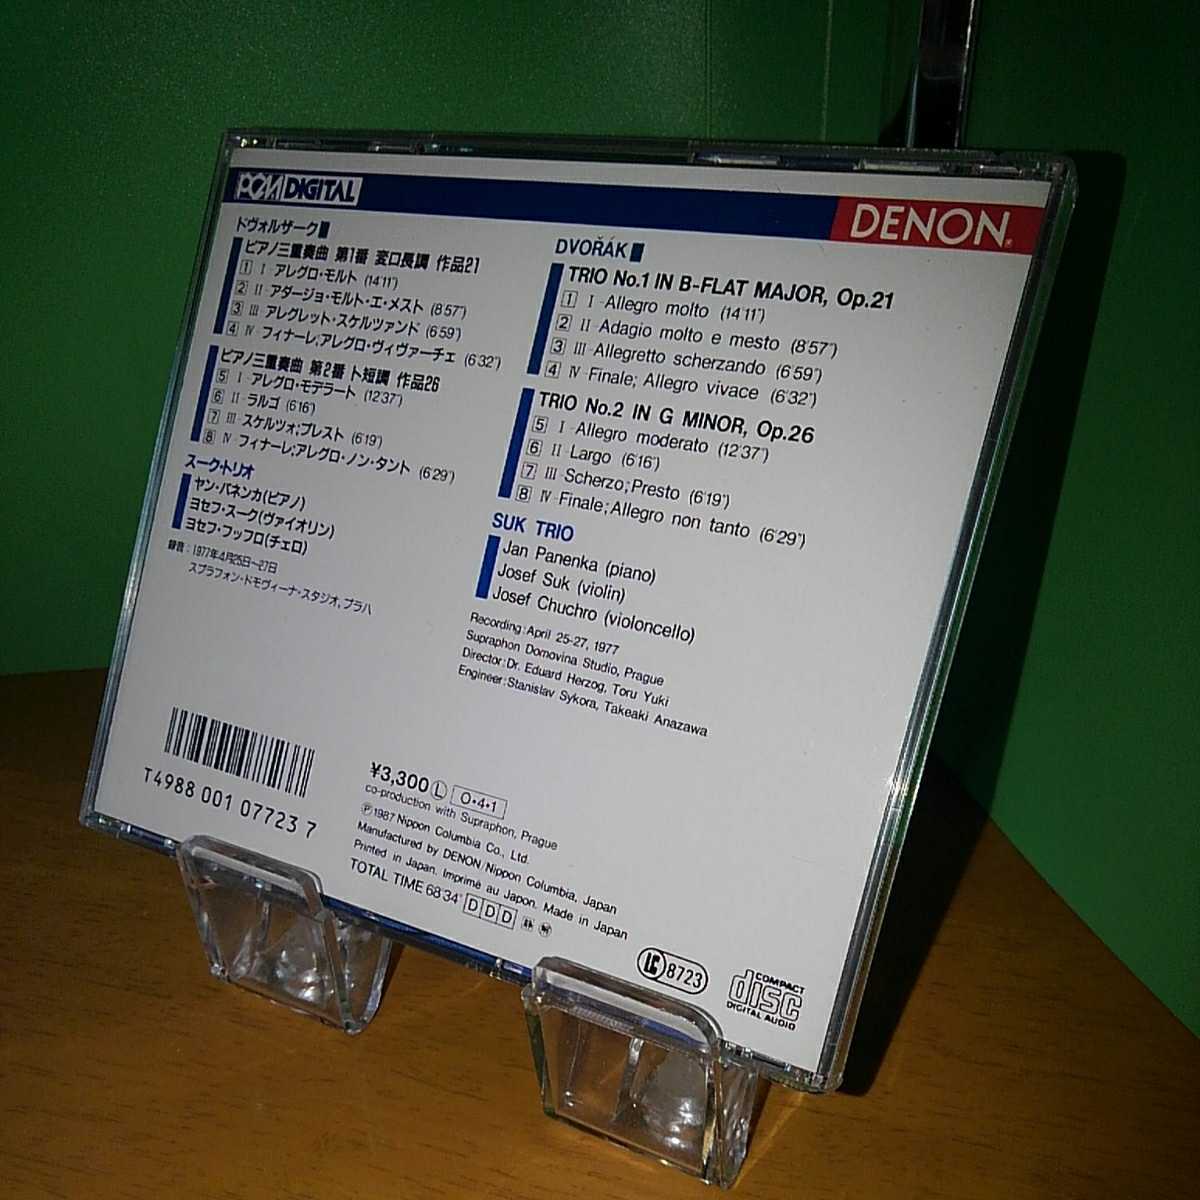 PCM DIGITAL
DENON
ドヴォルザーク
ピアノ三重奏曲 第1番 変ロ長調 作品21
1 I-アレグロ・モルト (14'11")
2 II-アダージョ・モルト・エ・メスト (8'57")
3 III-アレグレット・スケルツァンド (6'59")
4 IV-フィナーレ;アレグロ・ヴィヴァーチェ (6'32")
ピアノ三重奏曲 第2番 ト短調 作品26
5 I-アレグロ・モデラート (12'37")
6 II-ラルゴ (6'16")
7 III-スケルツォ;プレスト (6'19")
8 IV-フィナーレ;アレグロ・ノン・タント (6'29")
スーク・トリオ
ヤン・パネンカ(ピアノ)
ヨセフ・スーク(ヴァイオリン)
ヨセフ・フッフロ(チェロ)
録音:1977年4月25日〜27日
スプラフォン・ドモヴィーナ・スタジオ,プラハ
DVOŘÁK
TRIO No.1 IN B-FLAT MAJOR, Op.21
1 I-Allegro molto (14'11")
2 II-Adagio molto e mesto (8'57")
3 III-Allegretto scherzando (6'59")
4 IV-Finale; Allegro vivace (6'32")
TRIO No.2 IN G MINOR, Op.26
5 I-Allegro moderato (12'37")
6 II-Largo (6'16")
7 III-Scherzo; Presto (6'19")
8 IV-Finale; Allegro non tanto (6'29")
SUK TRIO
Jan Panenka (piano)
Josef Suk (violin)
Josef Chuchro (violoncello)
Recording: April 25-27, 1977
Supraphon Domovina Studio, Prague
Director: Dr. Eduard Herzog, Toru Yuki
Engineer: Stanislav Sykora, Takeaki Anazawa
T4988 001 07723 7
¥3,300 Ⓛ O・4・1
co-production with Supraphon, Prague
Ⓟ 1987 Nippon Columbia Co., Ltd.
Manufactured by DENON/Nippon Columbia, Japan
Printed in Japan. Imprimé au Japon. Made in Japan
TOTAL TIME 68'34" DDD
LC 8723
COMPACT
disc
DIGITAL AUDIO